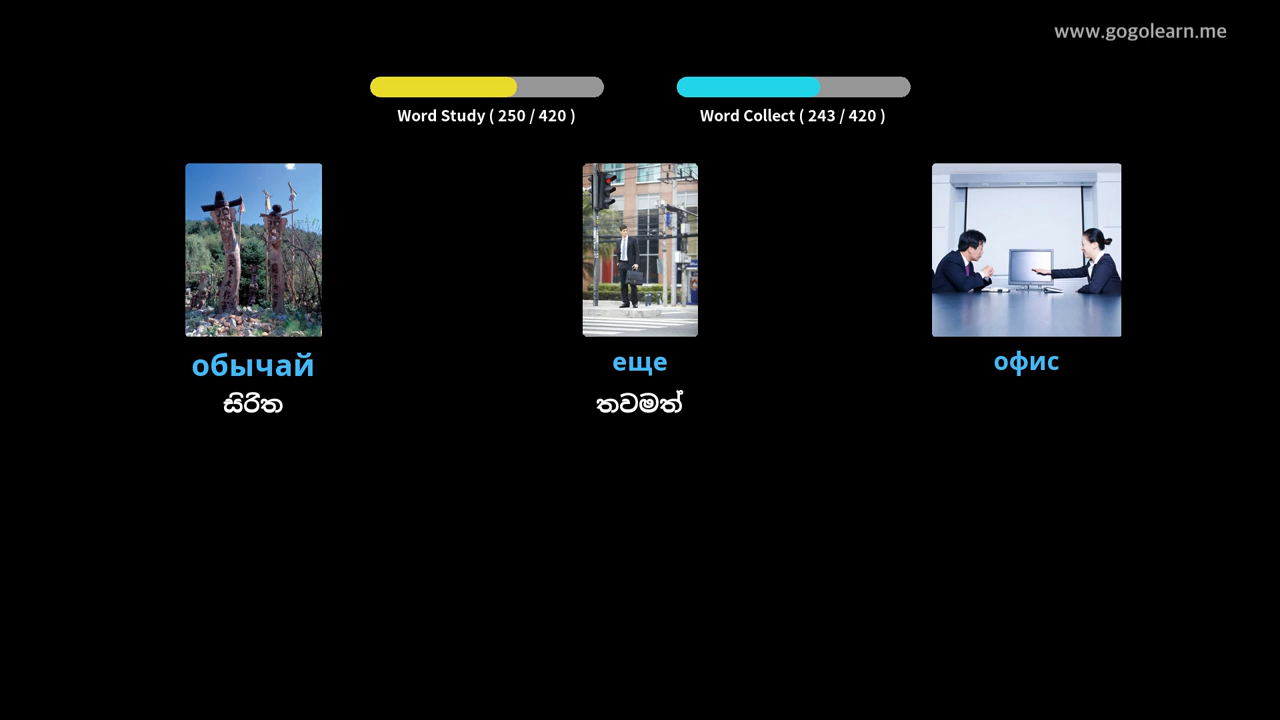 www.gogolearn.me
Word Study ( 250 / 420 )
Word Collect ( 243 / 420 )
обычай
සිරිත
еще
තවමත්
офис